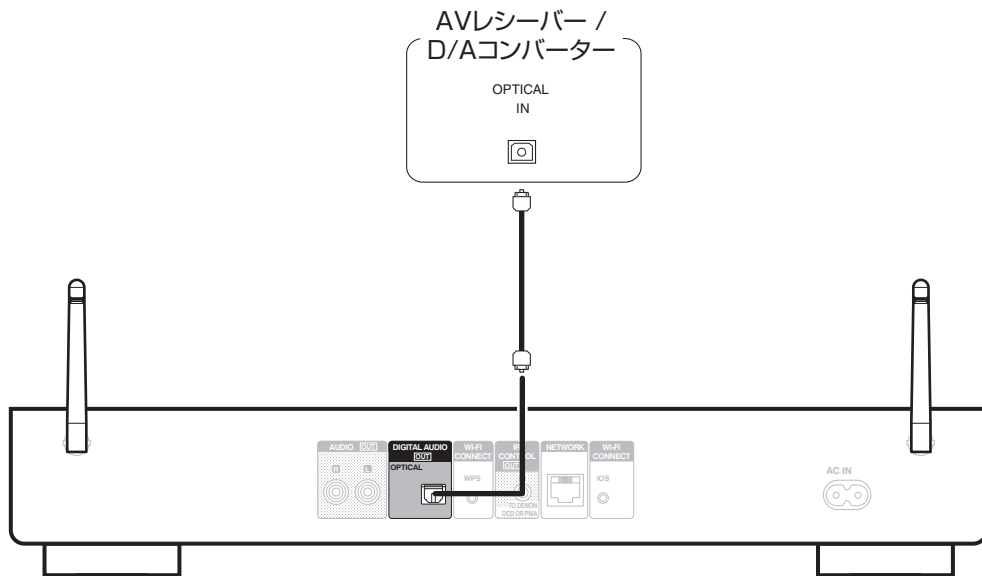 AVレシーバー /
D/Aコンバーター
OPTICAL
IN
AUDIO OUT
R L
DIGITAL AUDIO
OUT
OPTICAL
WI-FI
CONNECT
WPS
IR
CONTROL
OUT
TO DENON
DCD OR PMA
NETWORK
WI-FI
CONNECT
iOS
AC IN